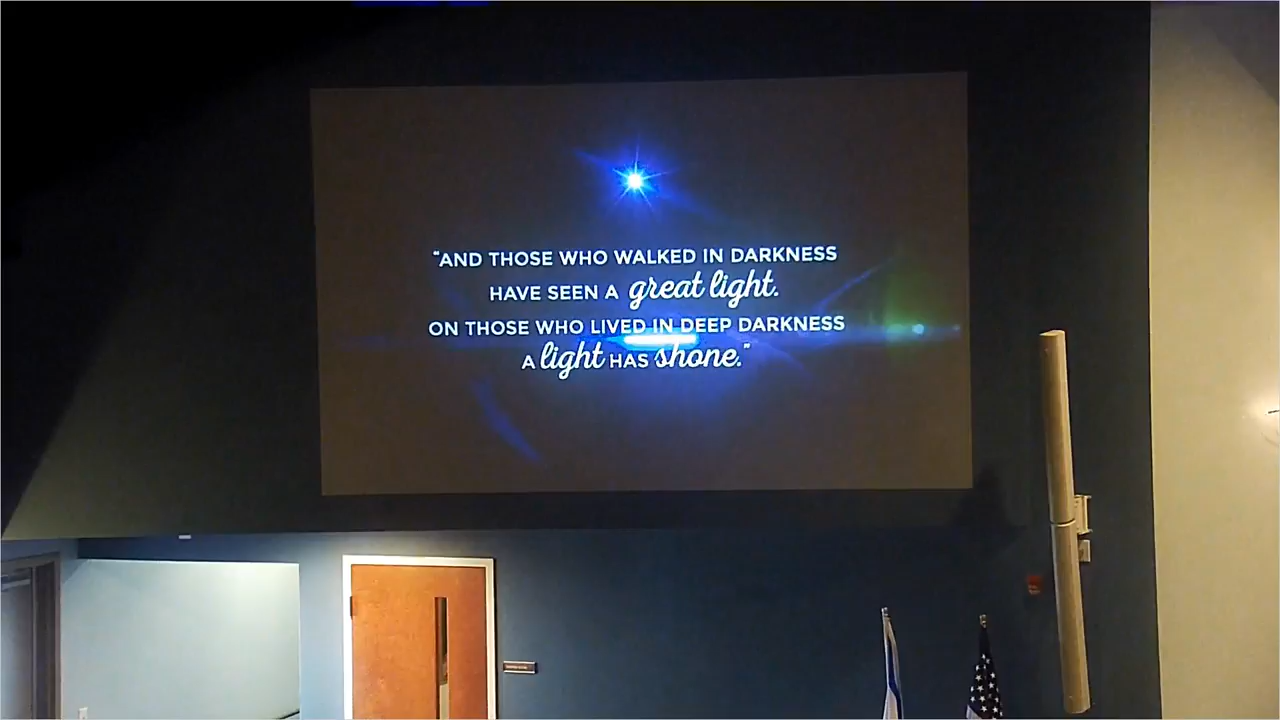 “AND THOSE WHO WALKED IN DARKNESS
HAVE SEEN A great light.
ON THOSE WHO LIVED IN DEEP DARKNESS
A light HAS shone.”